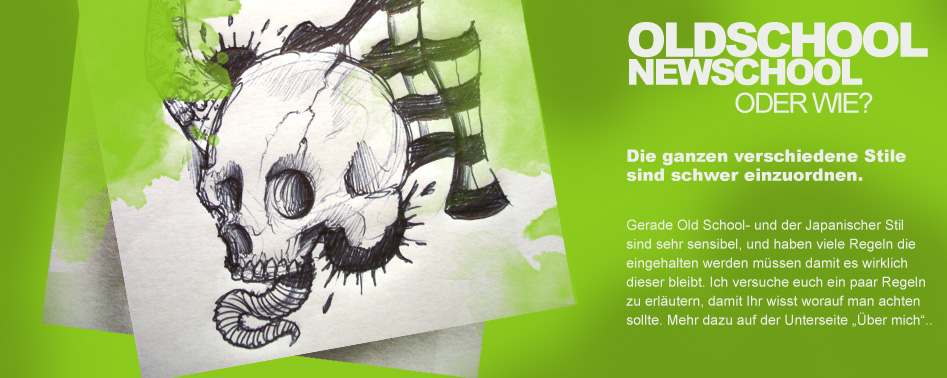 OLDSCHOOL
NEWSCHOOL
ODER WIE?
Die ganzen verschiedene Stile
sind schwer einzuordnen.
Gerade Old School- und der Japanischer Stil
sind sehr sensibel, und haben viele Regeln die
eingehalten werden müssen damit es wirklich
dieser bleibt. Ich versuche euch ein paar Regeln
zu erläutern, damit Ihr wisst worauf man achten
sollte. Mehr dazu auf der Unterseite „Über mich“..